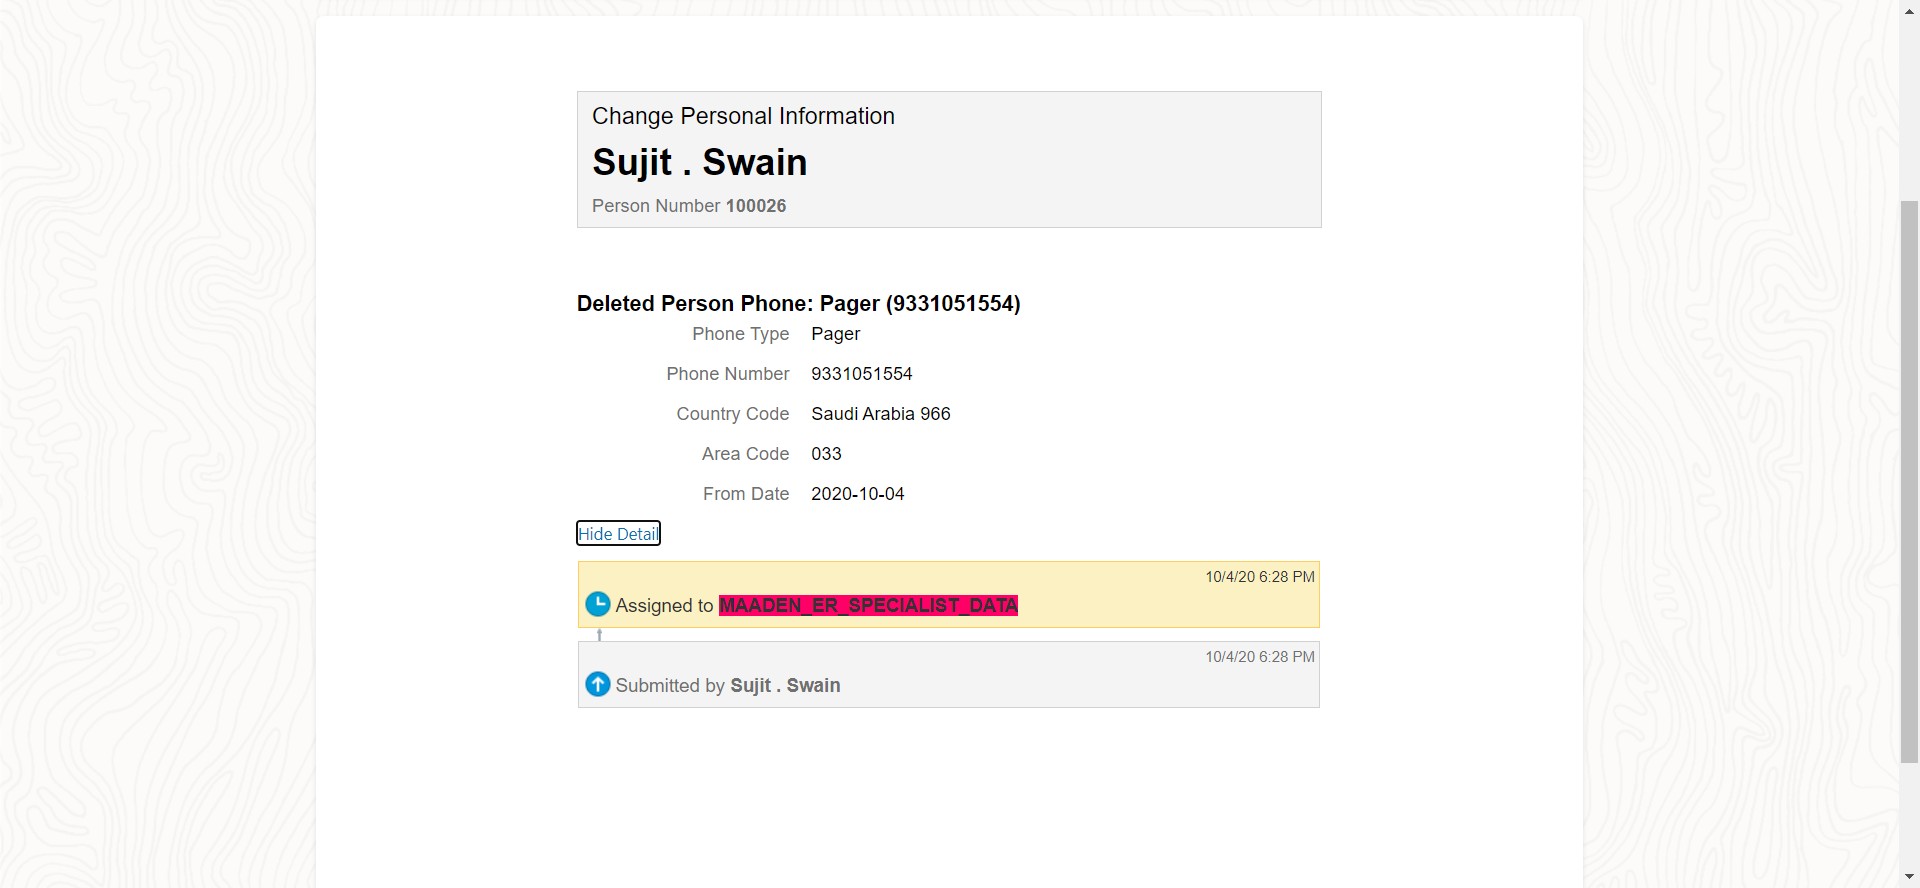 Change Personal Information
Sujit . Swain
Person Number 100026
Deleted Person Phone: Pager (9331051554)
Phone Type Pager
Phone Number 9331051554
Country Code Saudi Arabia 966
Area Code 033
From Date 2020-10-04
Hide Detail
10/4/20 6:28 PM
Assigned to MAADEN_ER_SPECIALIST_DATA
10/4/20 6:28 PM
Submitted by Sujit . Swain